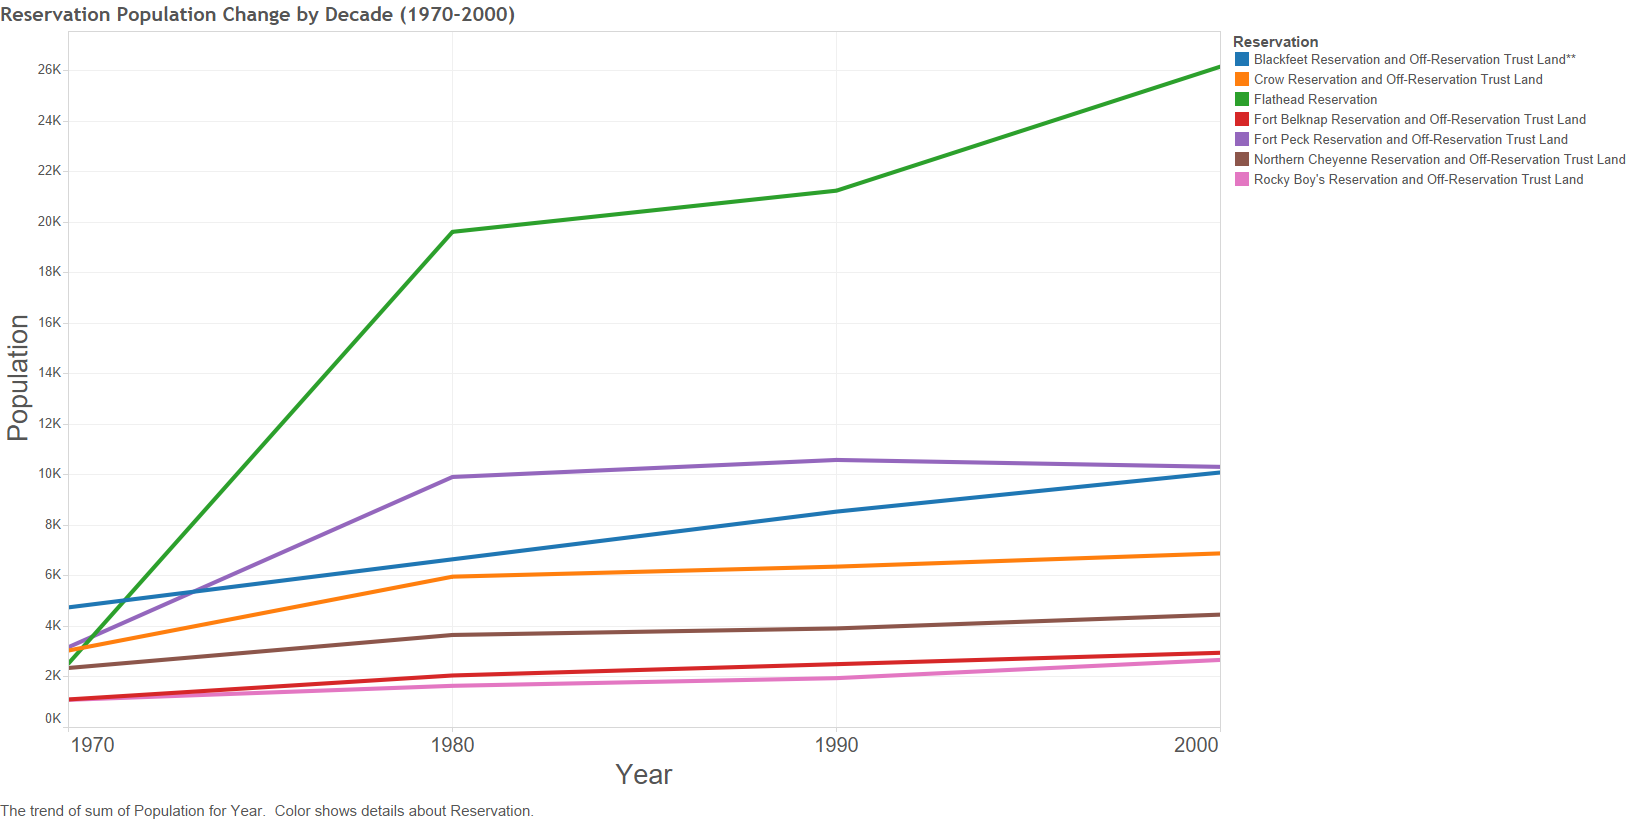 Reservation Population Change by Decade (1970-2000)
Reservation
Blackfeet Reservation and Off-Reservation Trust Land**
Crow Reservation and Off-Reservation Trust Land
Flathead Reservation
Fort Belknap Reservation and Off-Reservation Trust Land
Fort Peck Reservation and Off-Reservation Trust Land
Northern Cheyenne Reservation and Off-Reservation Trust Land
Rocky Boy's Reservation and Off-Reservation Trust Land
Population
26K
24K
22K
20K
18K
16K
14K
12K
10K
8K
6K
4K
2K
0K
1970 1980 1990 2000
Year
The trend of sum of Population for Year.  Color shows details about Reservation.